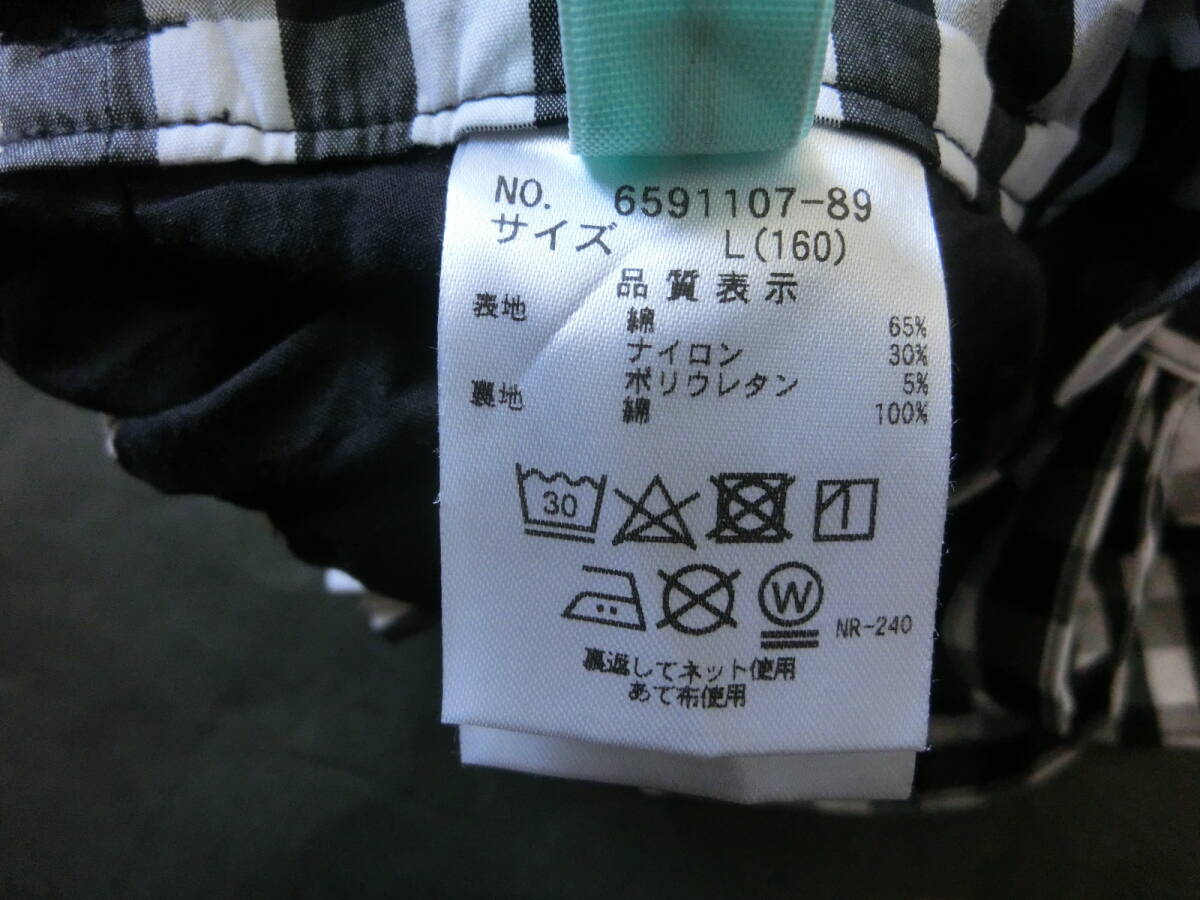 NO. 6591107-89
サイズ L(160)
品質表示
表地 綿 65%
ナイロン 30%
ポリウレタン 5%
裏地 綿 100%
30
W
NR-240
裏返してネット使用
あて布使用